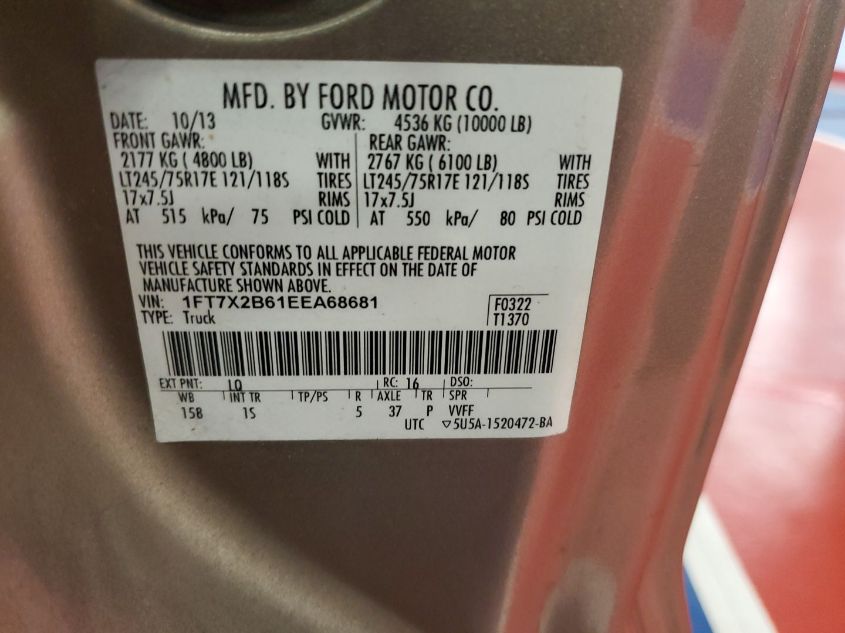 MFD. BY FORD MOTOR CO.
DATE: 10/13 GVWR: 4536 KG (10000 LB)
FRONT GAWR: REAR GAWR:
2177 KG ( 4800 LB) WITH 2767 KG ( 6100 LB) WITH
LT245/75R17E 121/118S TIRES LT245/75R17E 121/118S TIRES
17x7.5J RIMS 17x7.5J RIMS
AT 515 kPa/ 75 PSI COLD AT 550 kPa/ 80 PSI COLD
THIS VEHICLE CONFORMS TO ALL APPLICABLE FEDERAL MOTOR
VEHICLE SAFETY STANDARDS IN EFFECT ON THE DATE OF
MANUFACTURE SHOWN ABOVE.
VIN: 1FT7X2B61EEA68681 F0322
TYPE: Truck T1370
EXT PNT: LQ RC: 16 DSO:
WB INT TR TP/PS R AXLE TR SPR
158 1S 5 37 P VVFF
UTC ▽5U5A-1520472-BA